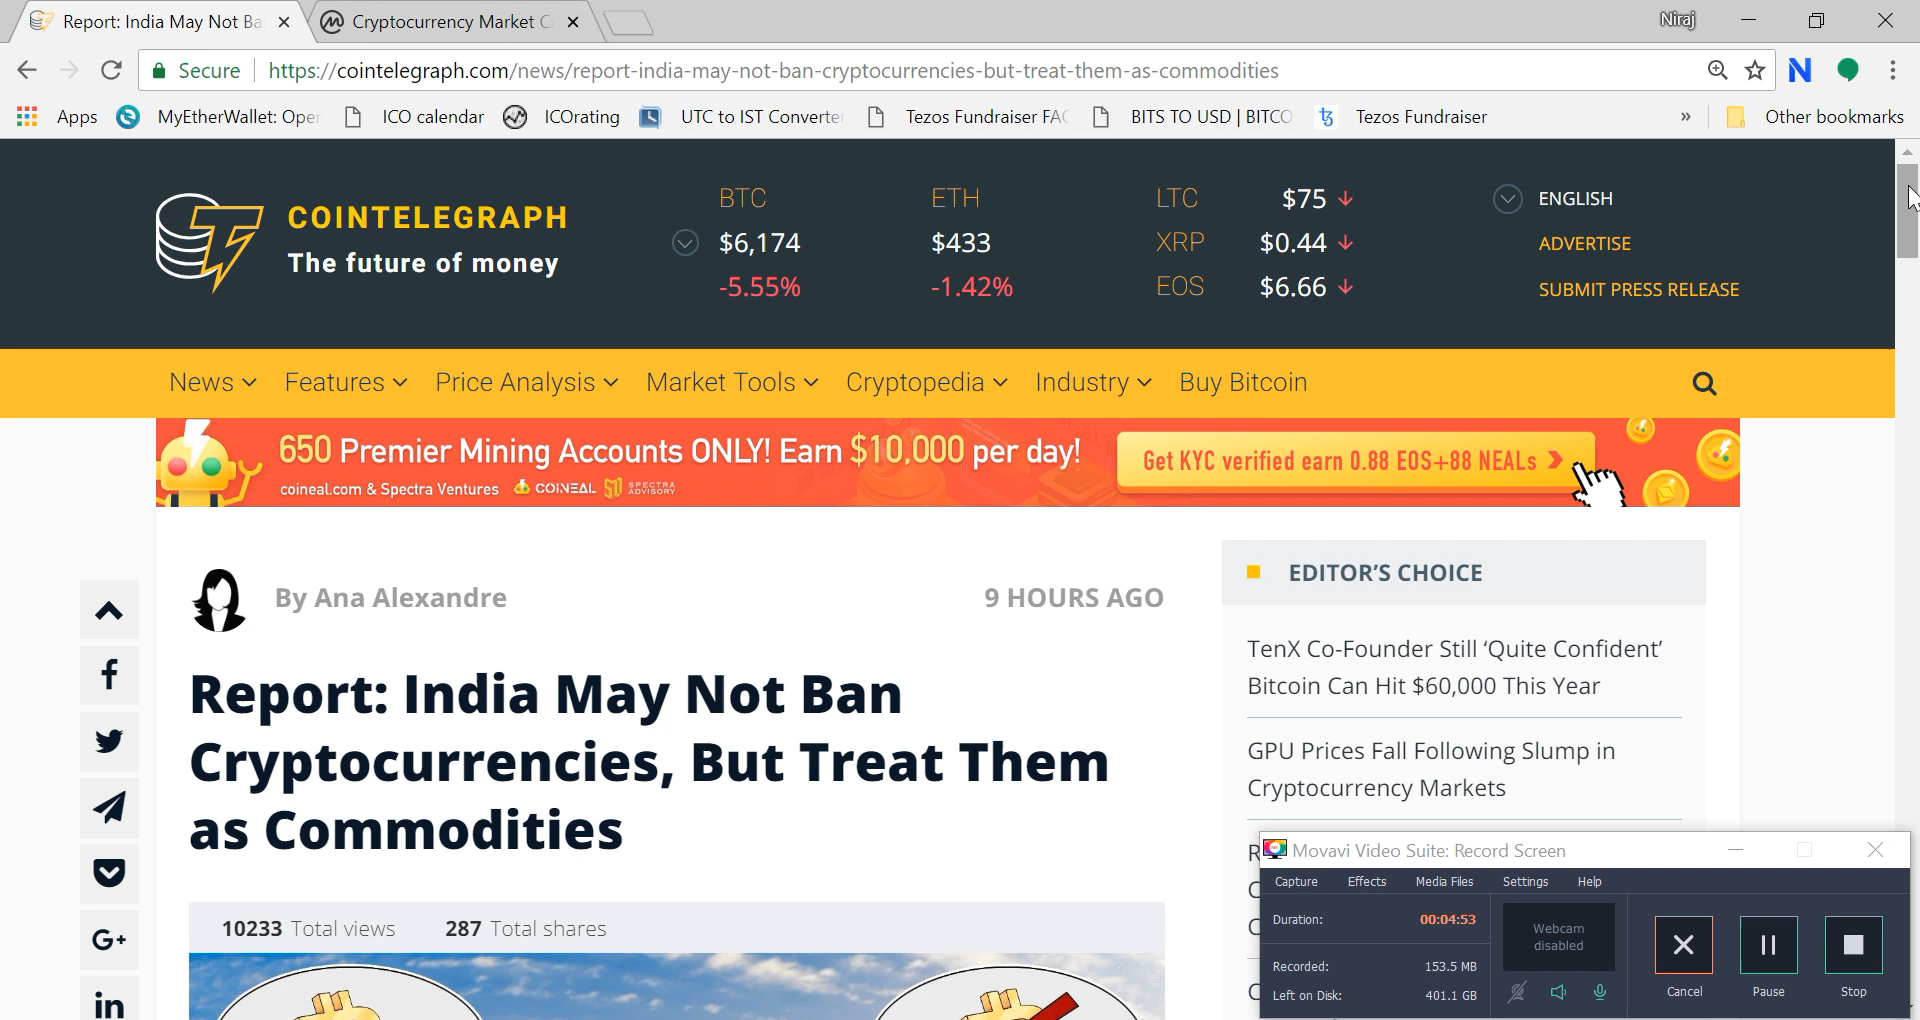 Report: India May Not Ba
Cryptocurrency Market C
Niraj
Secure
https://cointelegraph.com/news/report-india-may-not-ban-cryptocurrencies-but-treat-them-as-commodities
Apps
MyEtherWallet: Oper
ICO calendar
ICOrating
UTC to IST Converte
Tezos Fundraiser FAC
BITS TO USD | BITCO
Tezos Fundraiser
»
Other bookmarks
COINTELEGRAPH
The future of money
BTC
$6,174
-5.55%
ETH
$433
-1.42%
LTC $75
XRP $0.44
EOS $6.66
ENGLISH
ADVERTISE
SUBMIT PRESS RELEASE
News Features Price Analysis Market Tools Cryptopedia Industry Buy Bitcoin
650 Premier Mining Accounts ONLY! Earn $10,000 per day!
coineal.com & Spectra Ventures COINEAL SPECTRA ADVISORY
Get KYC verified earn 0.88 EOS+88 NEALs
By Ana Alexandre
9 HOURS AGO
Report: India May Not Ban
Cryptocurrencies, But Treat Them
as Commodities
10233 Total views 287 Total shares
EDITOR'S CHOICE
TenX Co-Founder Still ‘Quite Confident’
Bitcoin Can Hit $60,000 This Year
GPU Prices Fall Following Slump in
Cryptocurrency Markets
Movavi Video Suite: Record Screen
Capture Effects Media Files Settings Help
Duration: 00:04:53
Recorded: 153.5 MB
Left on Disk: 401.1 GB
Webcam
disabled
Cancel Pause Stop